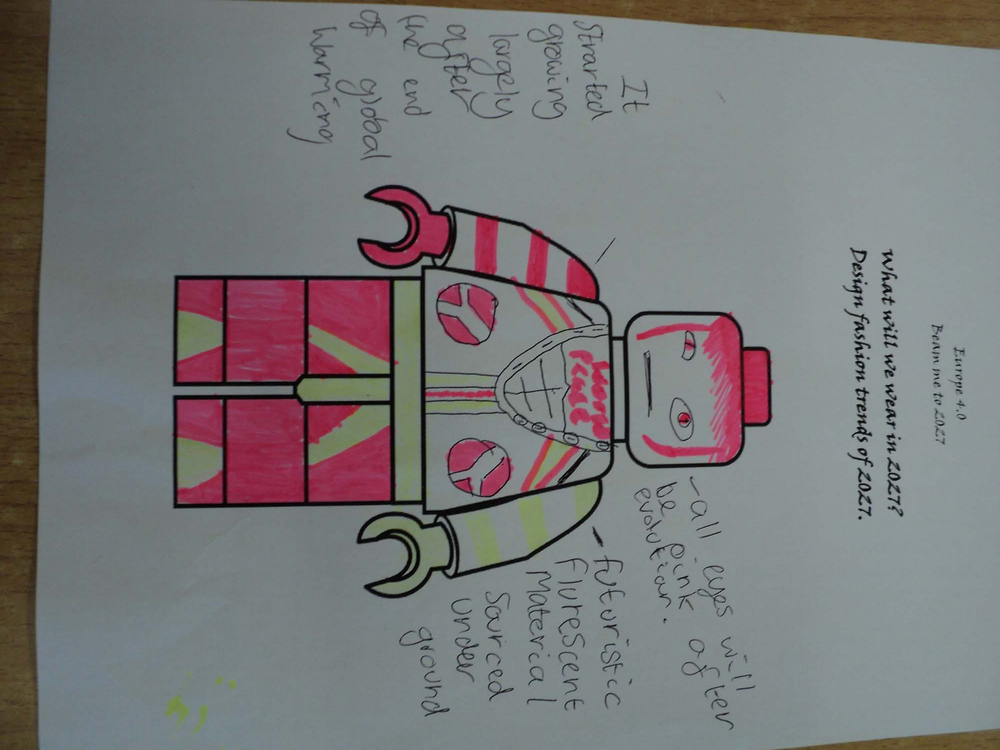 Europe 4.0
Beam me to 2027
What will we wear in 2027?
Design fashion trends of 2027.
It
Strarted
growing
largely
after
the end
of global
Warming
-all eyes will
be pink after
evolution.
- futuristic
flurescent
Material
Sourced
under
ground